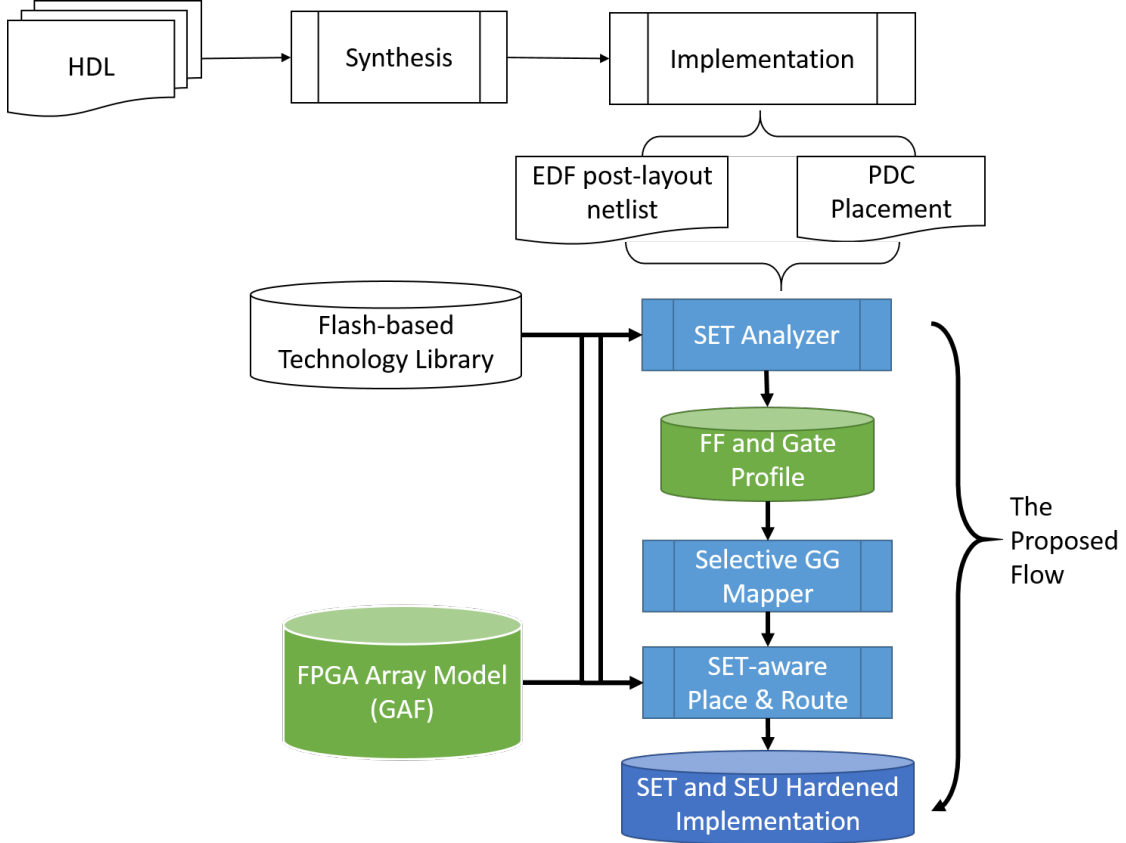 HDL
Synthesis
Implementation
EDF post-layout
netlist
PDC
Placement
Flash-based
Technology Library
SET Analyzer
FF and Gate
Profile
The
Proposed
Flow
Selective GG
Mapper
FPGA Array Model
(GAF)
SET-aware
Place & Route
SET and SEU Hardened
Implementation